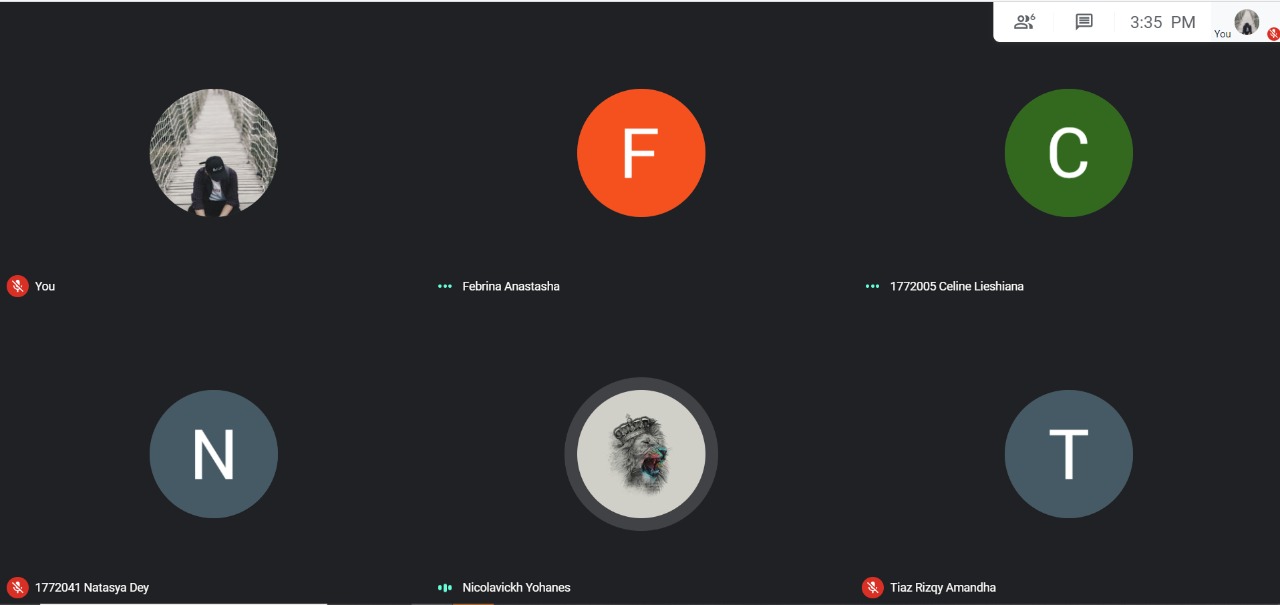 6
3:35 PM
You
F
C
You
Febrina Anastasha
1772005 Celine Lieshiana
N
T
1772041 Natasya Dey
Nicolavickh Yohanes
Tiaz Rizqy Amandha